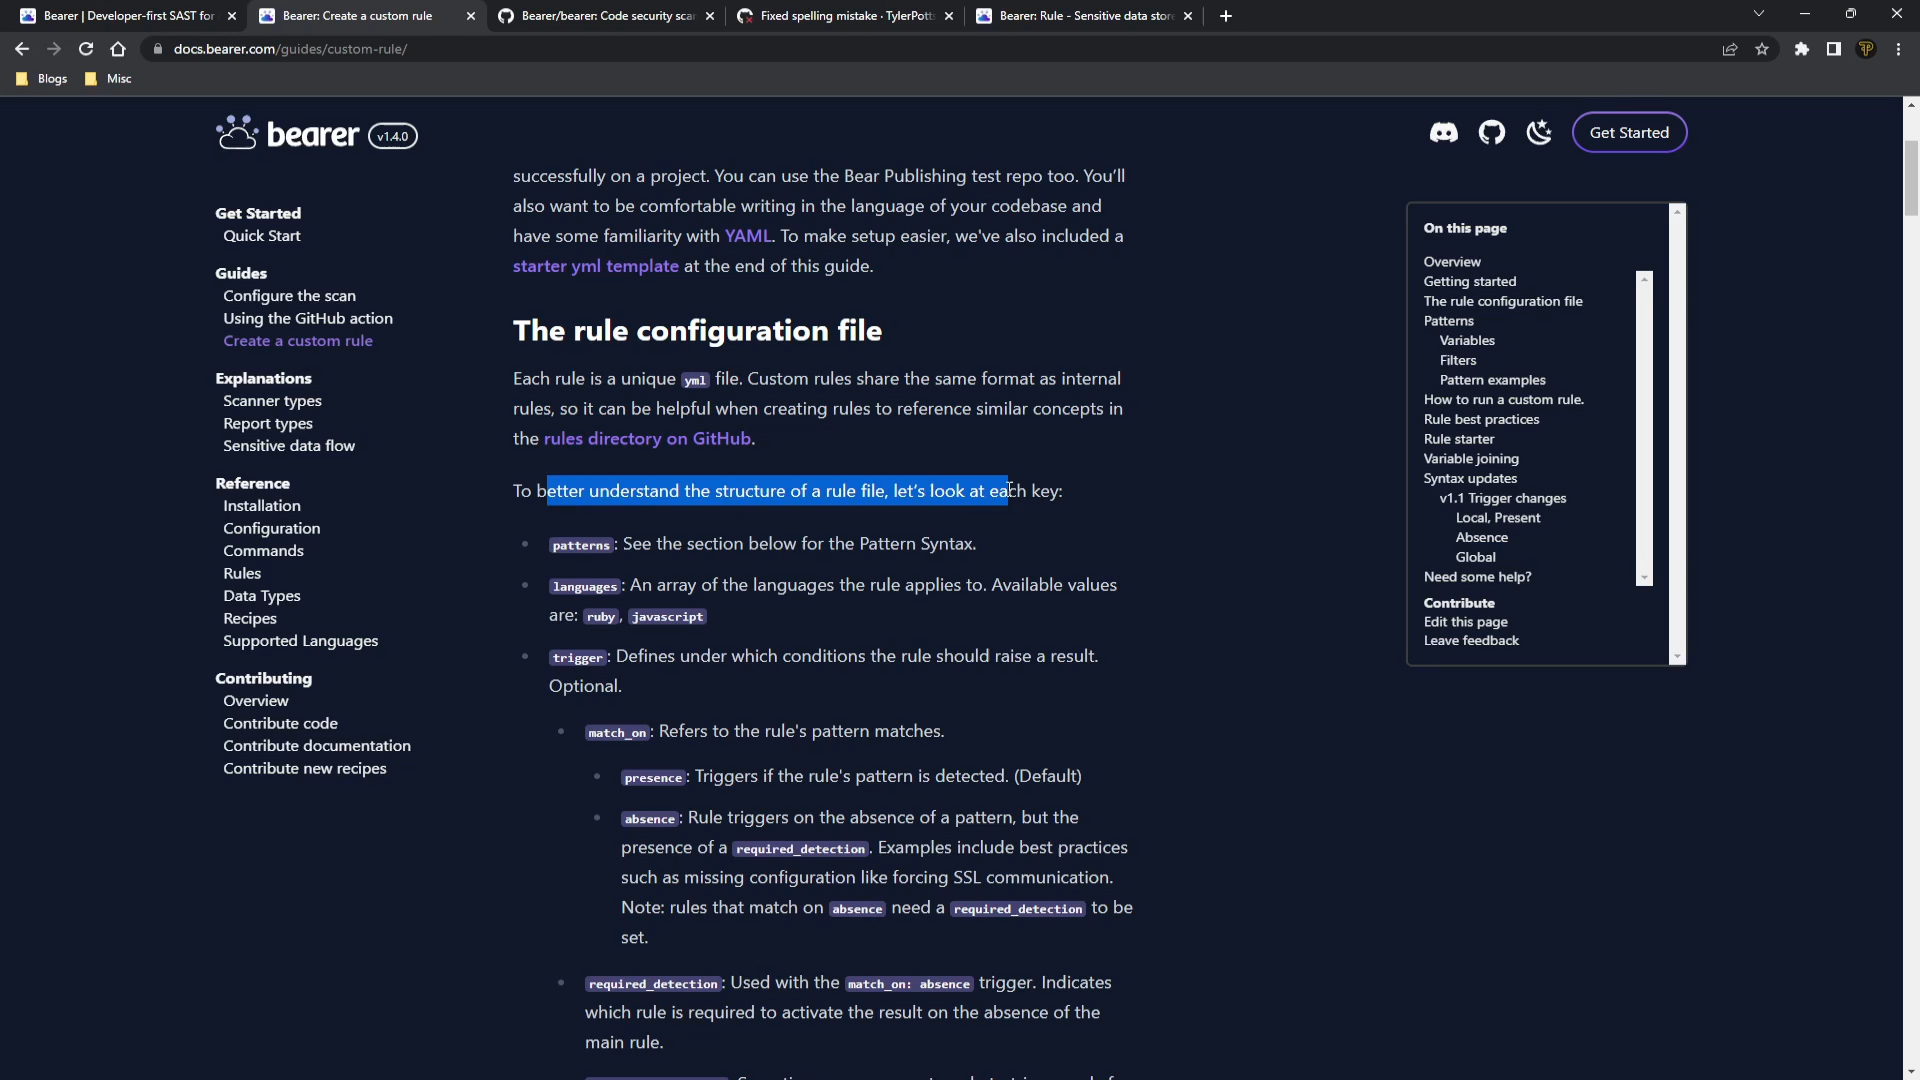 Bearer | Developer-first SAST for
Bearer: Create a custom rule
Bearer/bearer: Code security scan
Fixed spelling mistake · TylerPotts
Bearer: Rule - Sensitive data store
docs.bearer.com/guides/custom-rule/
Blogs
Misc
bearer
v1.4.0
Get Started
Get Started
Quick Start
Guides
Configure the scan
Using the GitHub action
Create a custom rule
Explanations
Scanner types
Report types
Sensitive data flow
Reference
Installation
Configuration
Commands
Rules
Data Types
Recipes
Supported Languages
Contributing
Overview
Contribute code
Contribute documentation
Contribute new recipes
successfully on a project. You can use the Bear Publishing test repo too. You'll
also want to be comfortable writing in the language of your codebase and
have some familiarity with YAML. To make setup easier, we've also included a
starter yml template at the end of this guide.
The rule configuration file
Each rule is a unique yml file. Custom rules share the same format as internal
rules, so it can be helpful when creating rules to reference similar concepts in
the rules directory on GitHub.
To better understand the structure of a rule file, let's look at each key:
patterns: See the section below for the Pattern Syntax.
languages: An array of the languages the rule applies to. Available values
are: ruby, javascript
trigger: Defines under which conditions the rule should raise a result.
Optional.
match_on: Refers to the rule's pattern matches.
presence: Triggers if the rule's pattern is detected. (Default)
absence: Rule triggers on the absence of a pattern, but the
presence of a required_detection. Examples include best practices
such as missing configuration like forcing SSL communication.
Note: rules that match on absence need a required_detection to be
set.
required_detection: Used with the match_on: absence trigger. Indicates
which rule is required to activate the result on the absence of the
main rule.
On this page
Overview
Getting started
The rule configuration file
Patterns
Variables
Filters
Pattern examples
How to run a custom rule.
Rule best practices
Rule starter
Variable joining
Syntax updates
v1.1 Trigger changes
Local, Present
Absence
Global
Need some help?
Contribute
Edit this page
Leave feedback